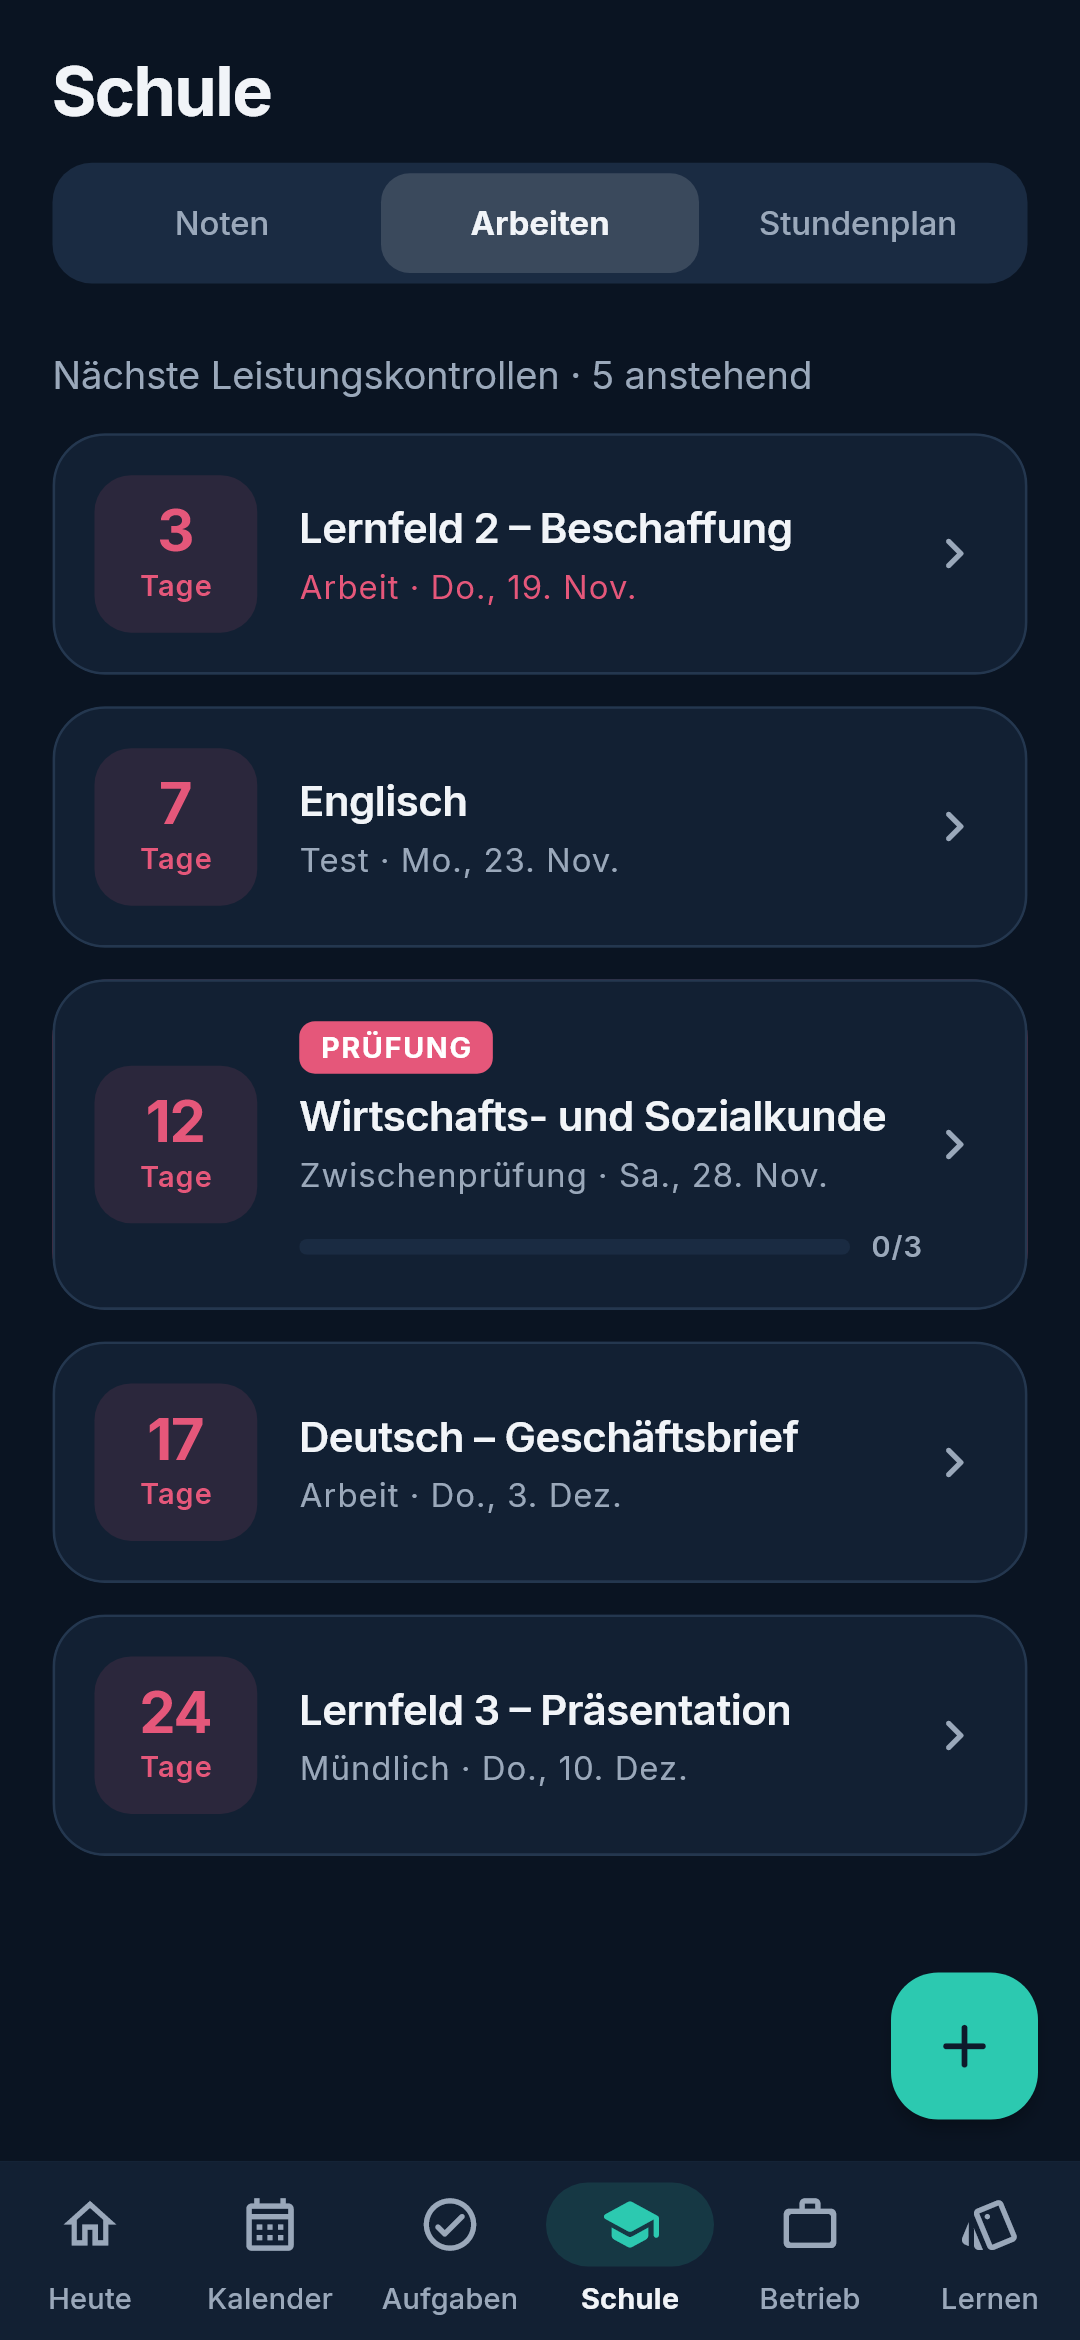 Schule
Noten
Arbeiten
Stundenplan
Nächste Leistungskontrollen · 5 anstehend
3
Tage
Lernfeld 2 – Beschaffung
Arbeit · Do., 19. Nov.
7
Tage
Englisch
Test · Mo., 23. Nov.
12
Tage
PRÜFUNG
Wirtschafts- und Sozialkunde
Zwischenprüfung · Sa., 28. Nov.
0/3
17
Tage
Deutsch – Geschäftsbrief
Arbeit · Do., 3. Dez.
24
Tage
Lernfeld 3 – Präsentation
Mündlich · Do., 10. Dez.
Heute
Kalender
Aufgaben
Schule
Betrieb
Lernen